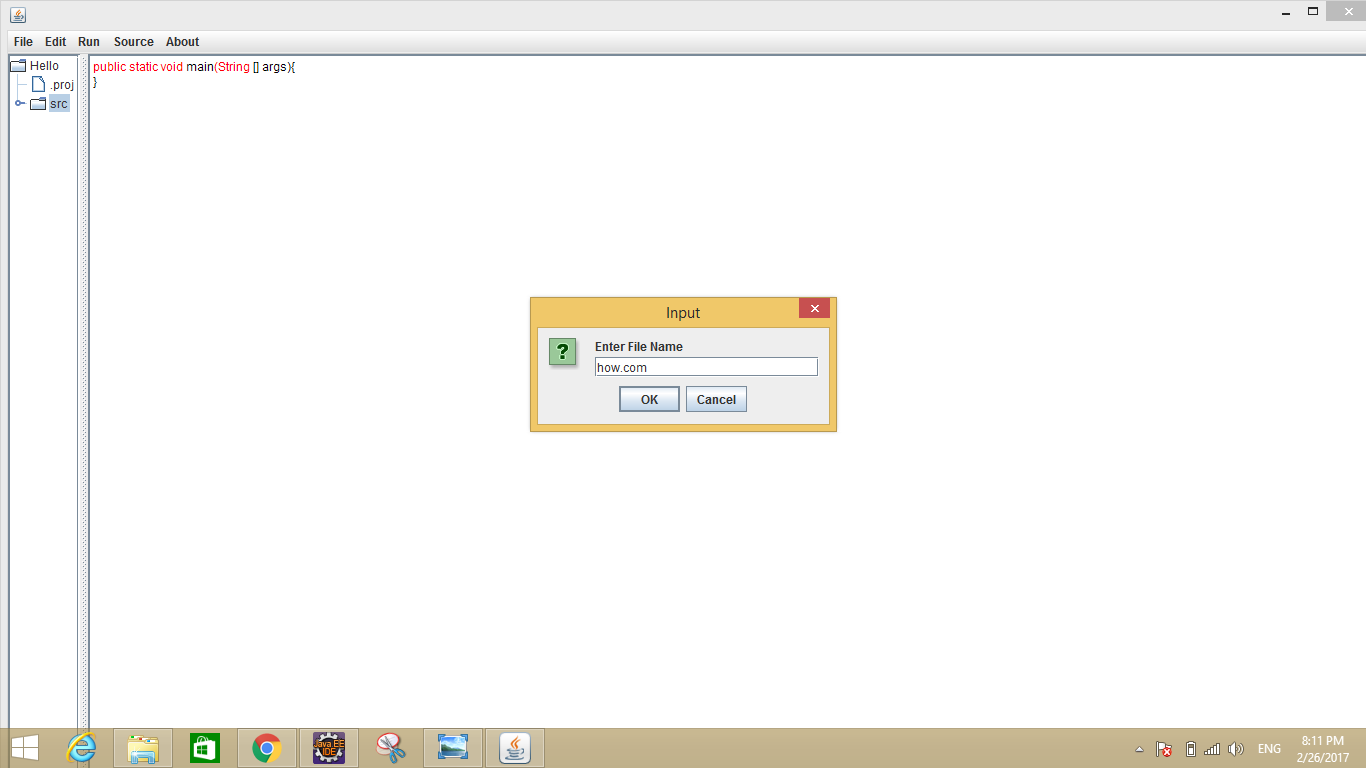 File Edit Run Source About
Hello
.proj
src
public static void main(String [] args){
}
Input
Enter File Name
how.com
OK Cancel
Java EE
IDE
ENG
8:11 PM
2/26/2017